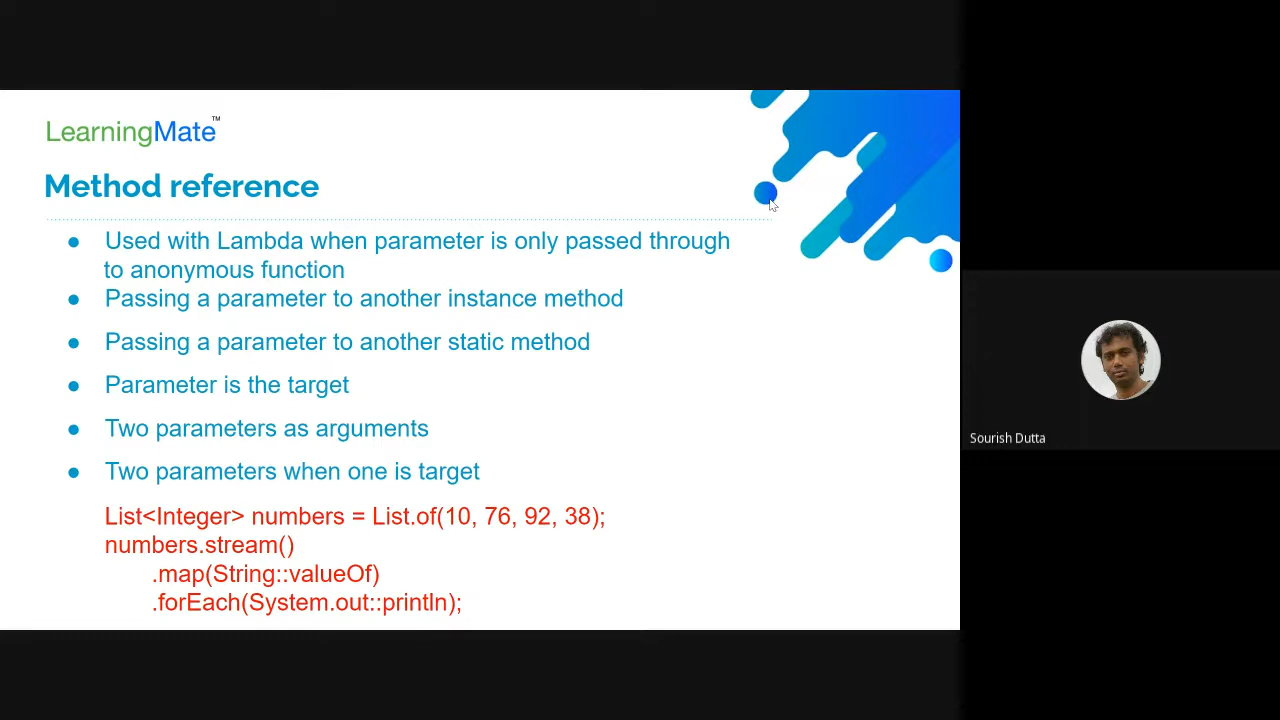 LearningMate™
Method reference
● Used with Lambda when parameter is only passed through
to anonymous function
● Passing a parameter to another instance method
● Passing a parameter to another static method
● Parameter is the target
● Two parameters as arguments
● Two parameters when one is target
List<Integer> numbers = List.of(10, 76, 92, 38);
numbers.stream()
.map(String::valueOf)
.forEach(System.out::println);
Sourish Dutta